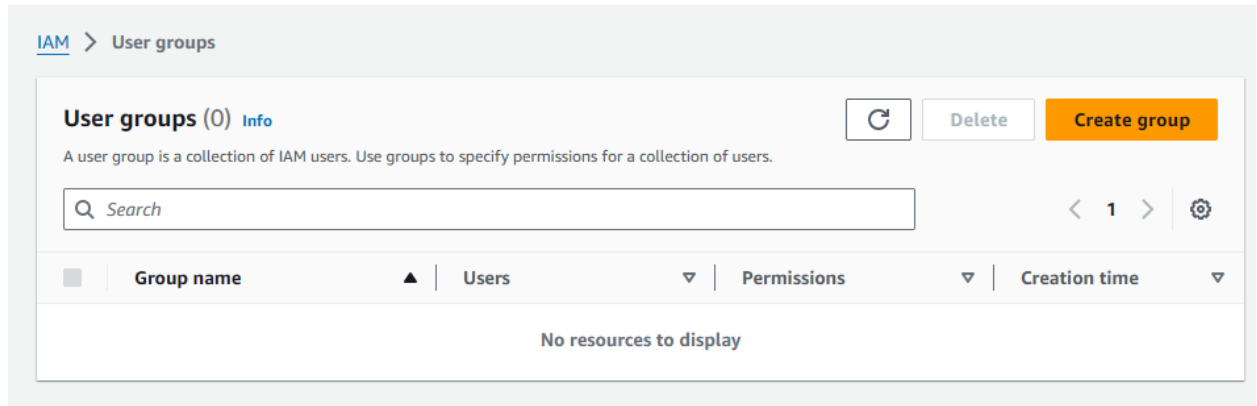 IAM > User groups
User groups (0) Info
Delete
Create group
A user group is a collection of IAM users. Use groups to specify permissions for a collection of users.
Search
1
Group name Users Permissions Creation time
No resources to display